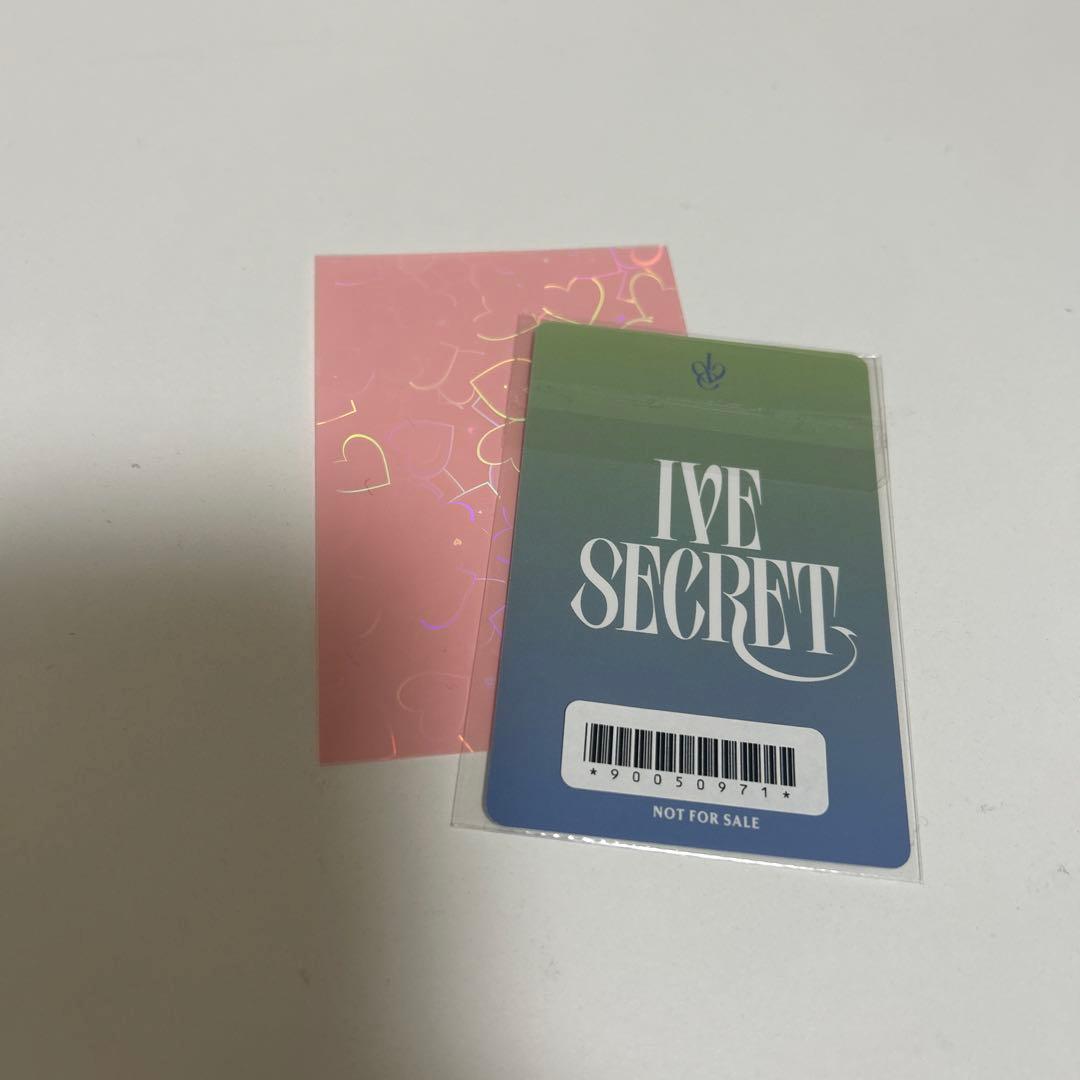 IVE
SECRET
*90050971*
NOT FOR SALE